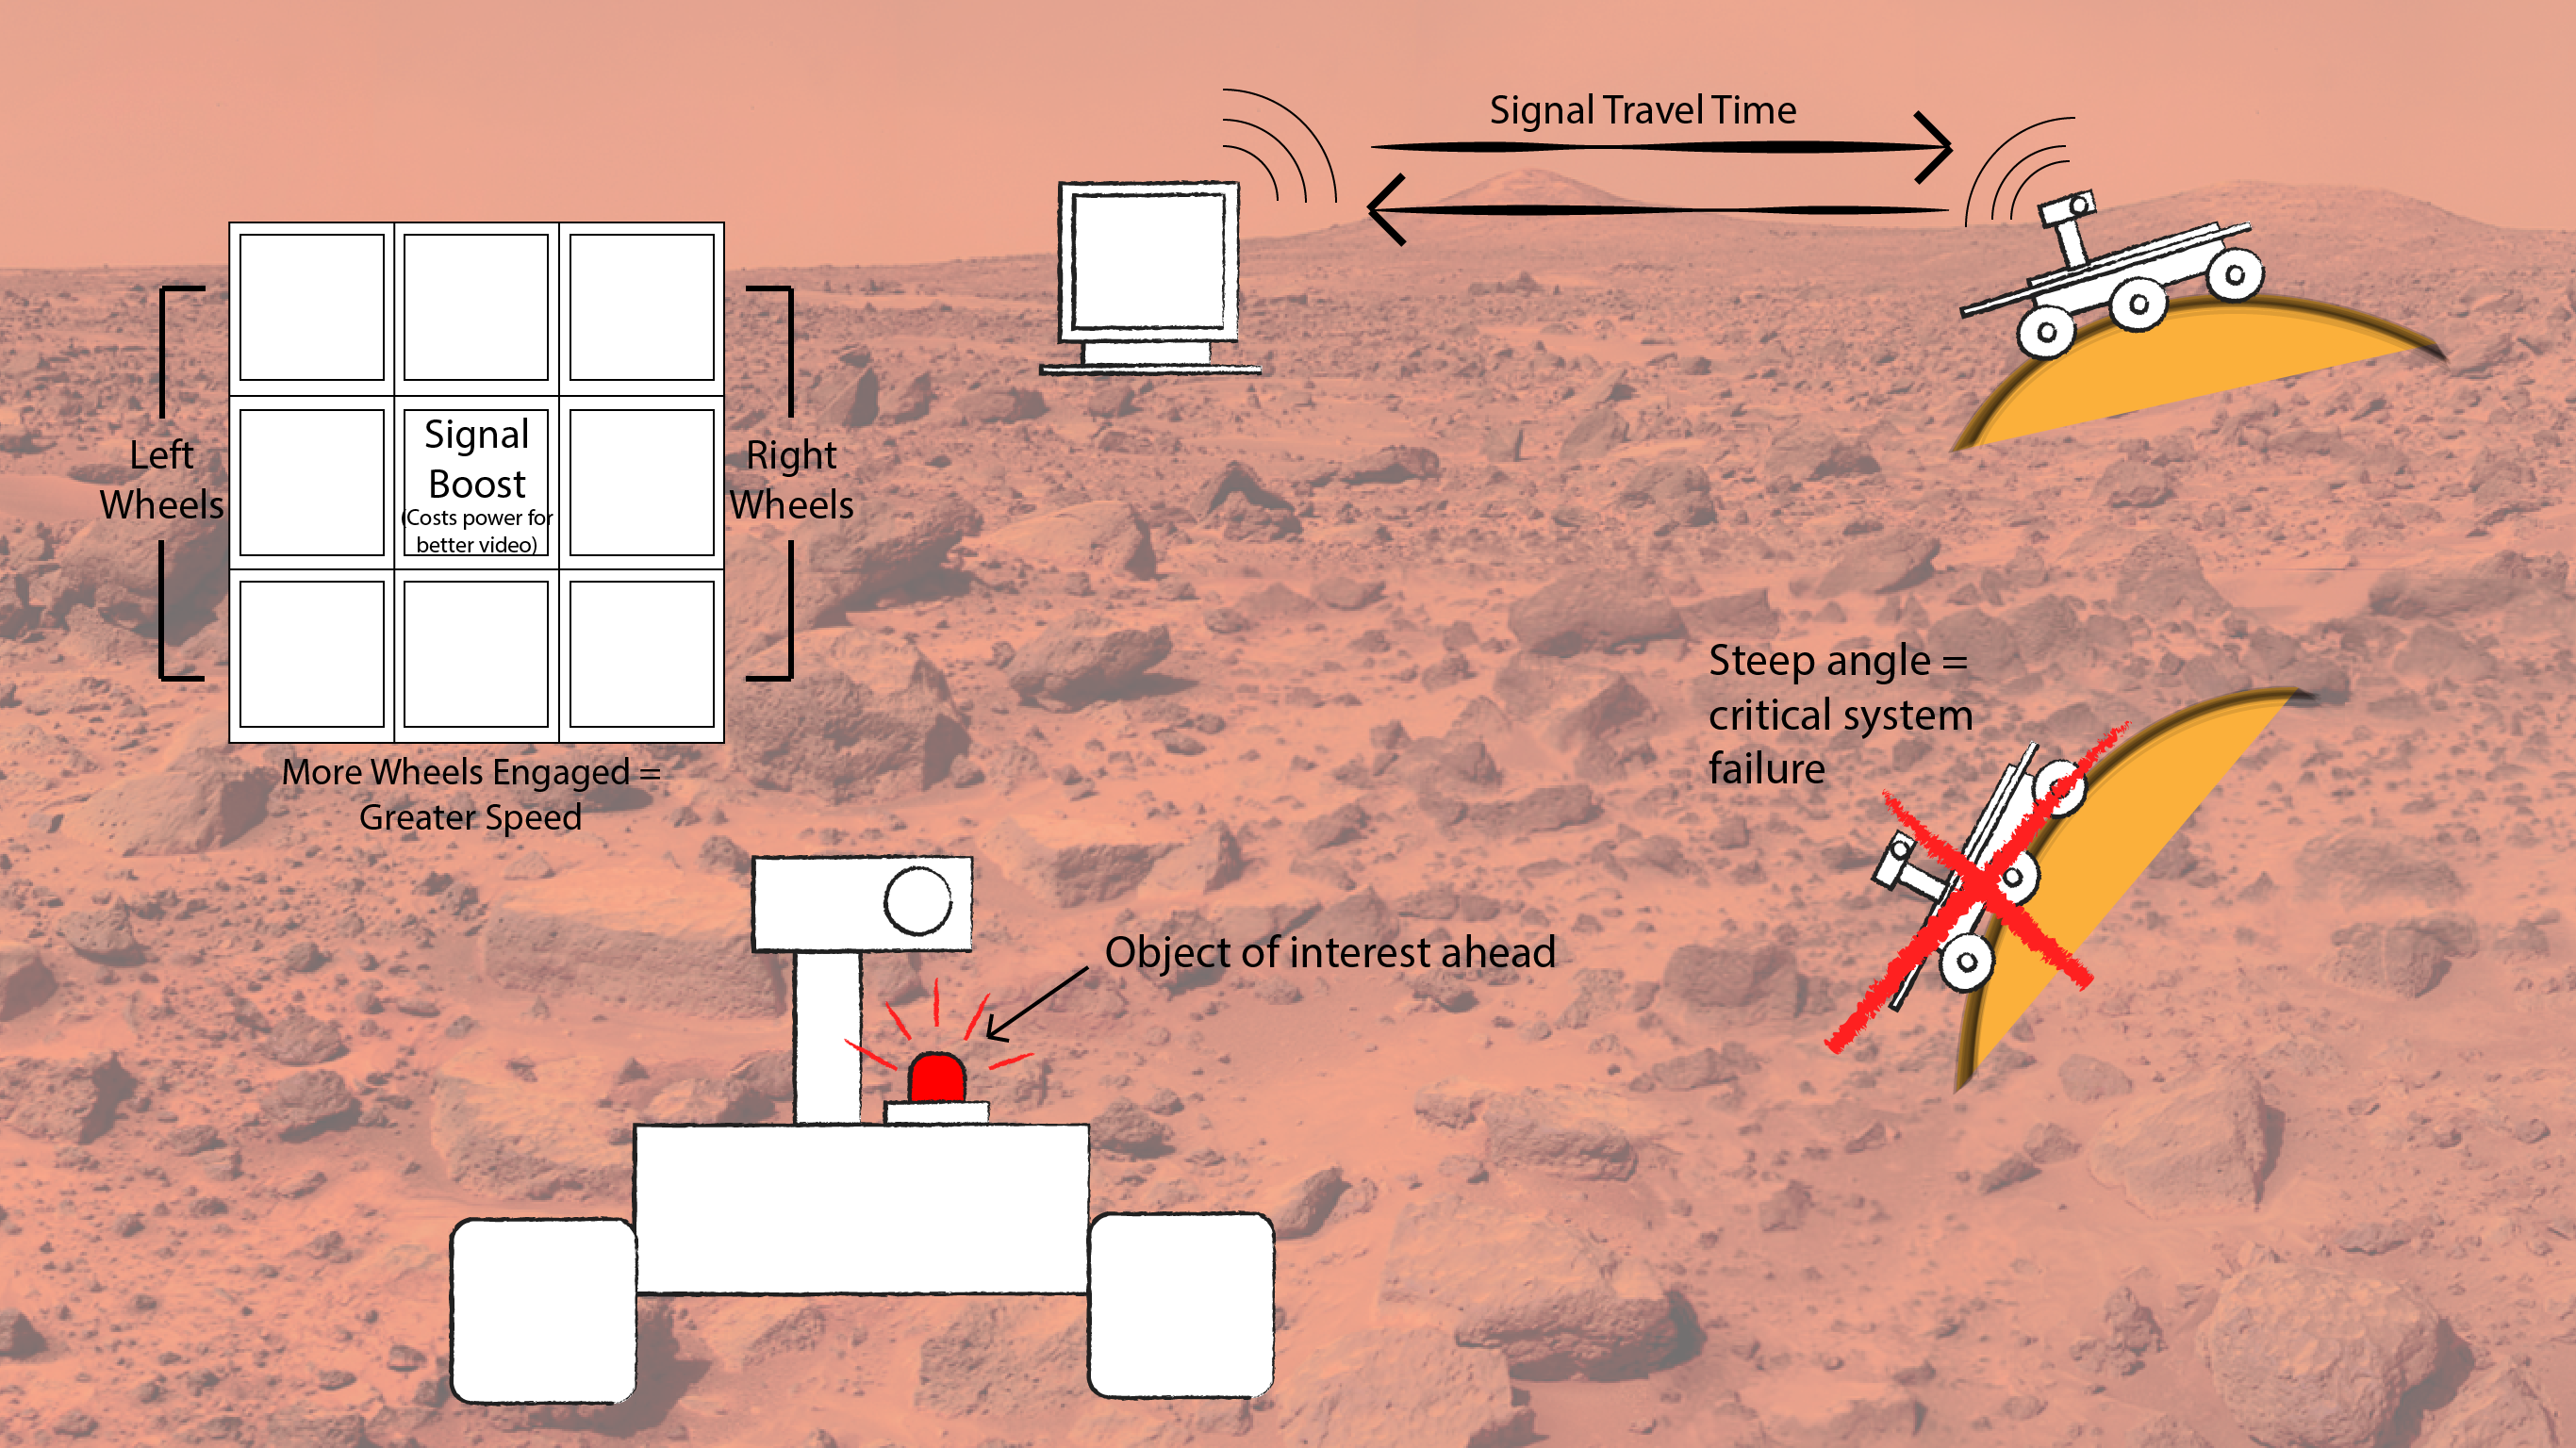 Signal Travel Time
Left
Wheels
Signal
Boost
(Costs power for
better video)
Right
Wheels
More Wheels Engaged =
Greater Speed
Steep angle =
critical system
failure
Object of interest ahead